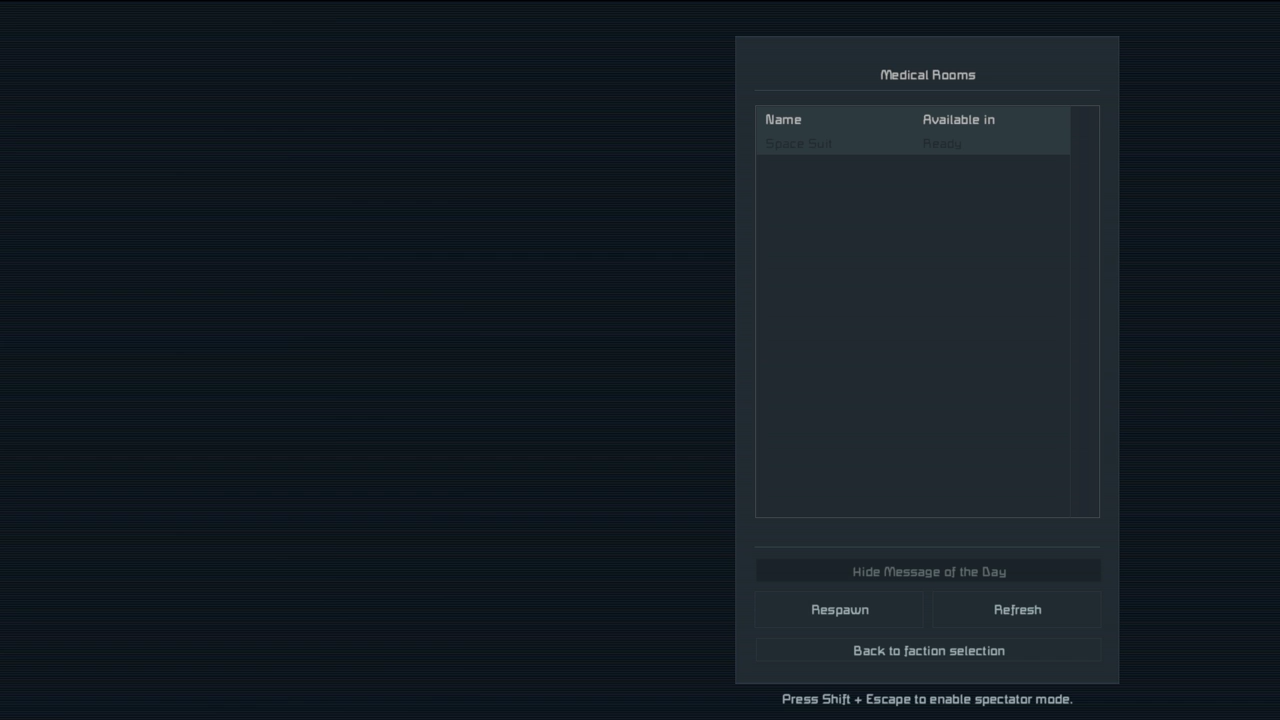 Medical Rooms
Name Available in
Space Suit Ready
Hide Message of the Day
Respawn Refresh
Back to faction selection
Press Shift + Escape to enable spectator mode.